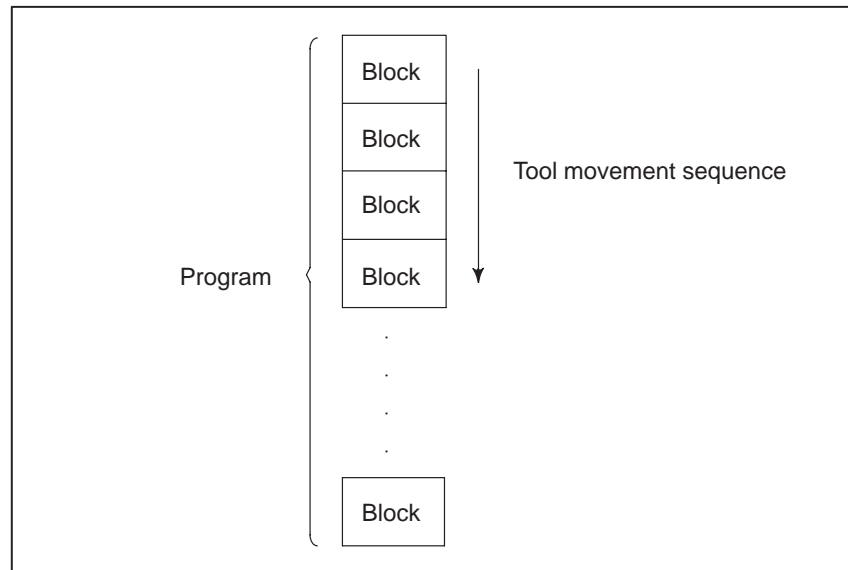 Block
Block
Tool movement sequence
Block
Program
Block
.
.
.
.
Block